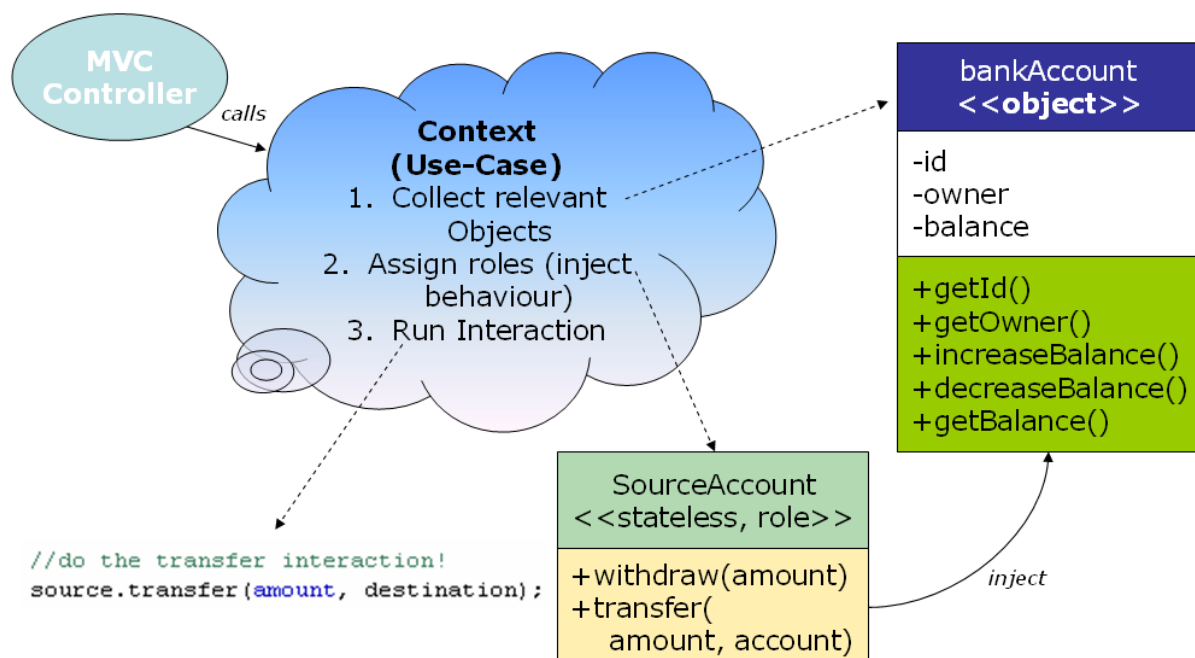 MVC
Controller
calls
Context
(Use-Case)
1. Collect relevant
Objects
2. Assign roles (inject
behaviour)
3. Run Interaction
bankAccount
<<object>>
-id
-owner
-balance
+getId()
+getOwner()
+increaseBalance()
+decreaseBalance()
+getBalance()
SourceAccount
<<stateless, role>>
+withdraw(amount)
+transfer(
amount, account)
inject
//do the transfer interaction!
source.transfer(amount, destination);